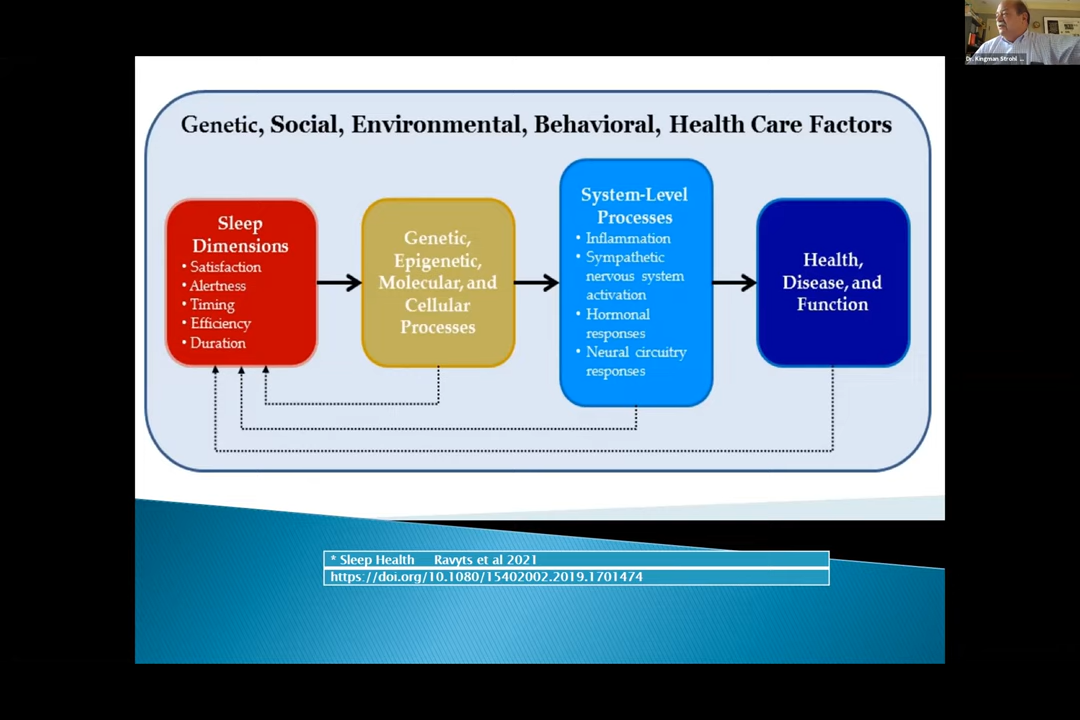 Dr. Kingman Strohl ...
Genetic, Social, Environmental, Behavioral, Health Care Factors
Sleep
Dimensions
• Satisfaction
• Alertness
• Timing
• Efficiency
• Duration
Genetic,
Epigenetic,
Molecular, and
Cellular
Processes
System-Level
Processes
• Inflammation
• Sympathetic
nervous system
activation
• Hormonal
responses
• Neural circuitry
responses
Health,
Disease, and
Function
* Sleep Health Ravyts et al 2021
https://doi.org/10.1080/15402002.2019.1701474